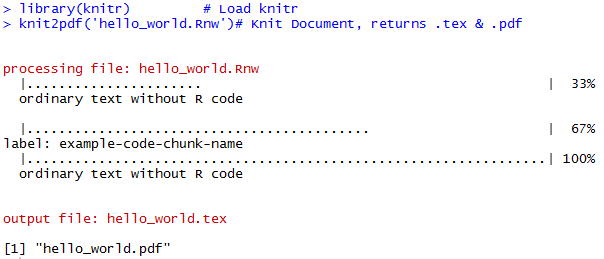 > library(knitr)          # Load knitr
> knit2pdf('hello_world.Rnw')# Knit Document, returns .tex & .pdf
processing file: hello_world.Rnw
  |......................                                           |  33%
  ordinary text without R code
  |...........................................                      |  67%
label: example-code-chunk-name
  |.................................................................| 100%
  ordinary text without R code
output file: hello_world.tex
[1] "hello_world.pdf"